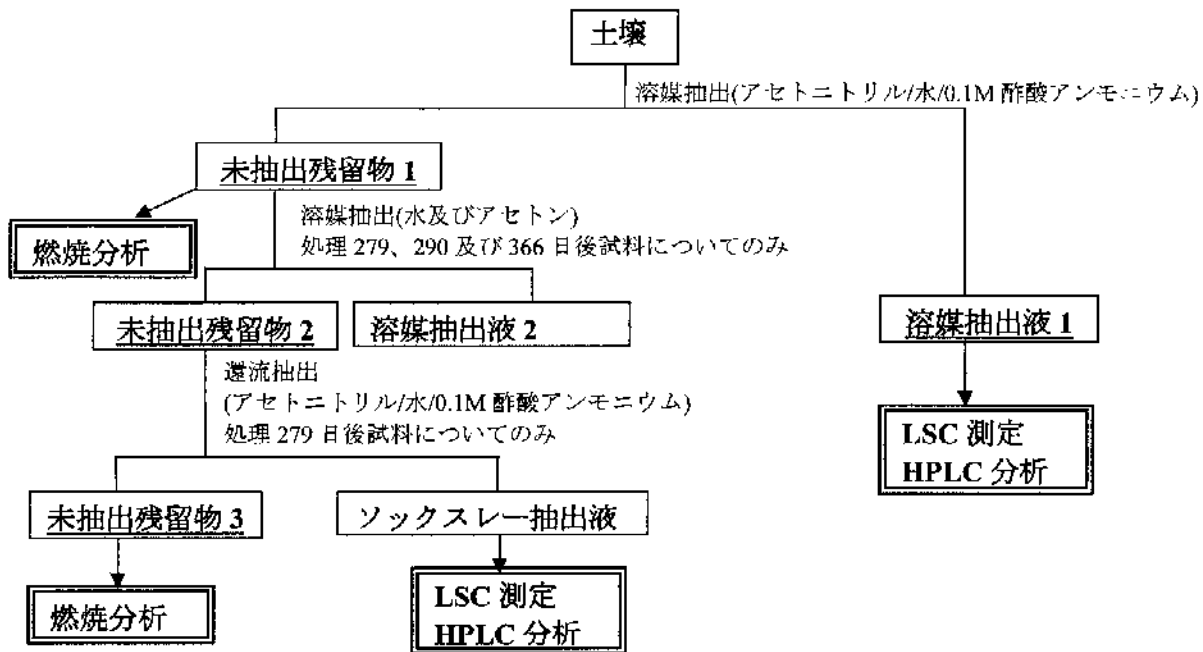 土壌
溶媒抽出(アセトニトリル/水/0.1M 酢酸アンモニウム)
未抽出残留物 1
溶媒抽出(水及びアセトン)
処理 279、290 及び 366 日後試料についてのみ
燃焼分析
未抽出残留物 2
溶媒抽出液 2
溶媒抽出液 1
還流抽出
(アセトニトリル/水/0.1M 酢酸アンモニウム)
処理 279 日後試料についてのみ
LSC 測定
HPLC 分析
未抽出残留物 3
ソックスレー抽出液
燃焼分析
LSC 測定
HPLC 分析